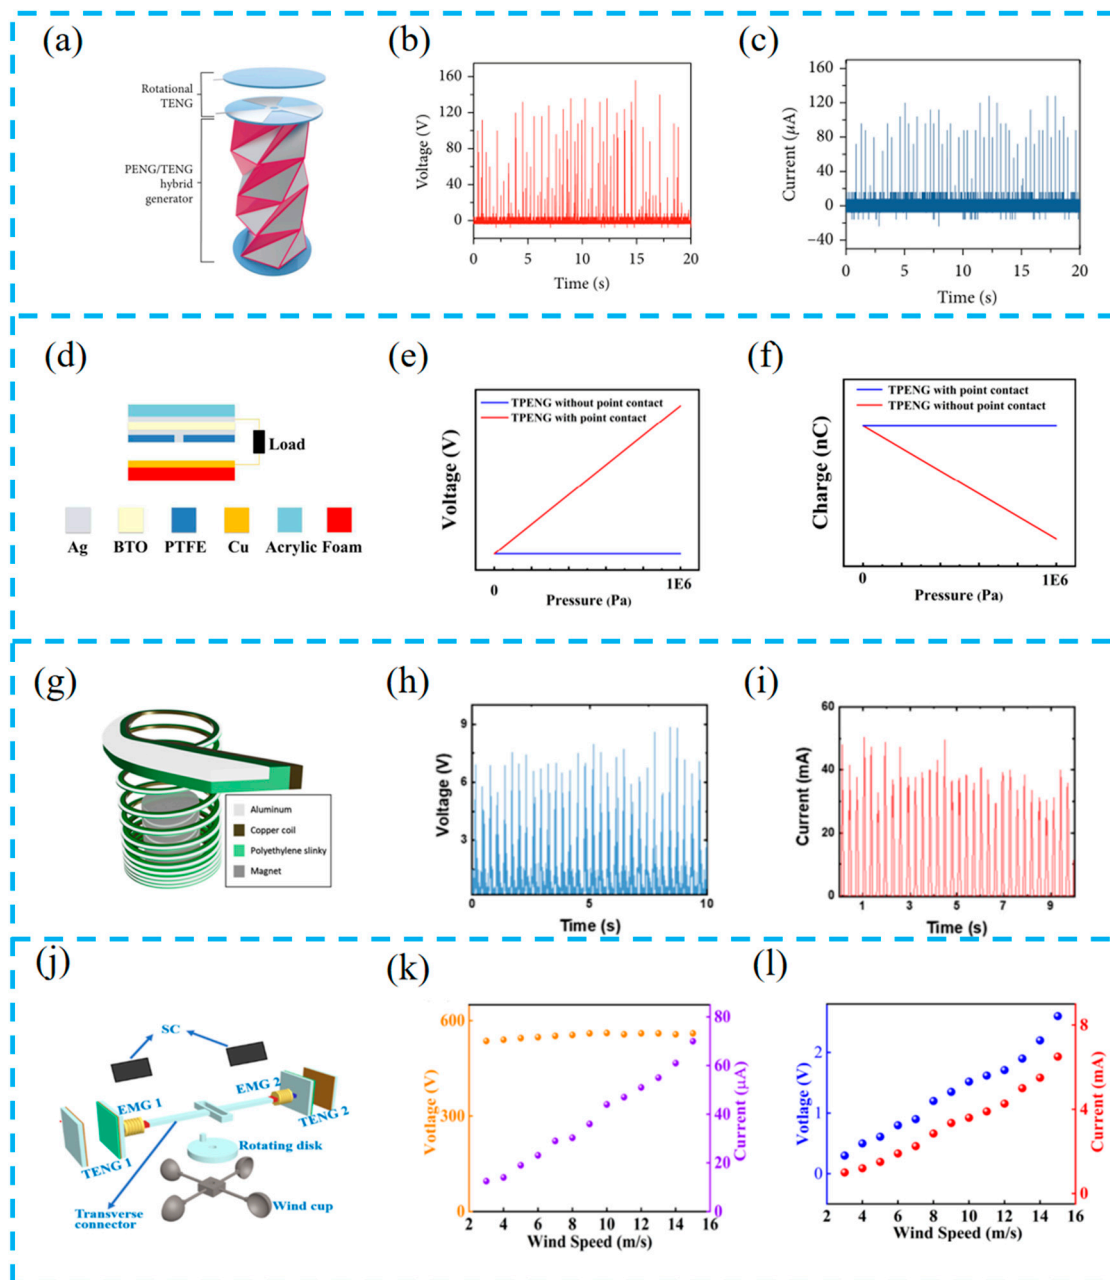 (a)
Rotational
TENG
PENG/TENG
hybrid
generator
(b)
Voltage (V)
160
120
80
40
0
0 5 10 15 20
Time (s)
(c)
Current (μA)
160
120
80
40
0
−40
0 5 10 15 20
Time (s)
(d)
Load
Ag BTO PTFE Cu Acrylic Foam
(e)
TPENG without point contact
TPENG with point contact
Voltage (V)
0 1E6
Pressure (Pa)
(f)
TPENG with point contact
TPENG without point contact
Charge (nC)
0 1E6
Pressure (Pa)
(g)
Aluminum
Copper coil
Polyethylene slinky
Magnet
(h)
Voltage (V)
9
6
3
0 5 10
Time (s)
(i)
Current (mA)
60
40
20
0
1 3 5 7 9
Time (s)
(j)
SC
EMG 1
EMG 2
TENG 1
TENG 2
Rotating disk
Transverse
connector
Wind cup
(k)
Votlage (V)
600
300
0
80
60
40
20
0
Current (μA)
2 4 6 8 10 12 14 16
Wind Speed (m/s)
(l)
Votlage (V)
2
1
0
8
4
0
Current (mA)
2 4 6 8 10 12 14 16
Wind Speed (m/s)